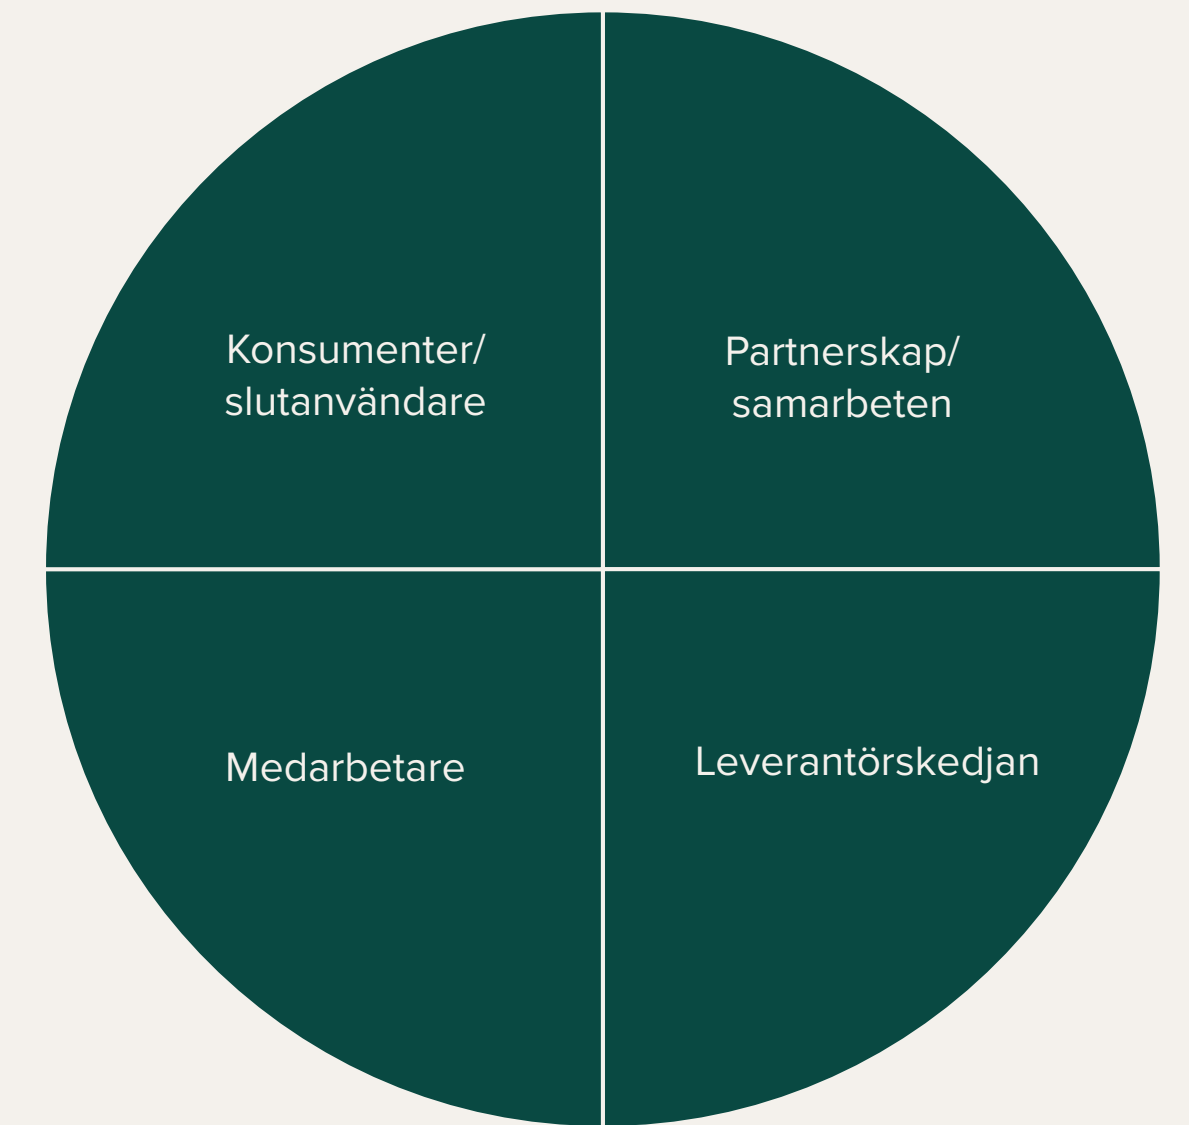 Konsumenter/
slutanvändare
Partnerskap/
samarbeten
Medarbetare
Leverantörskedjan